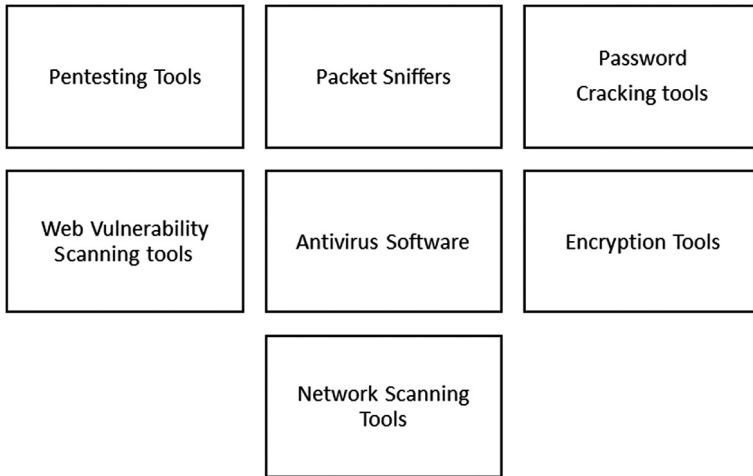 Pentesting Tools
Packet Sniffers
Password
Cracking tools
Web Vulnerability
Scanning tools
Antivirus Software
Encryption Tools
Network Scanning
Tools